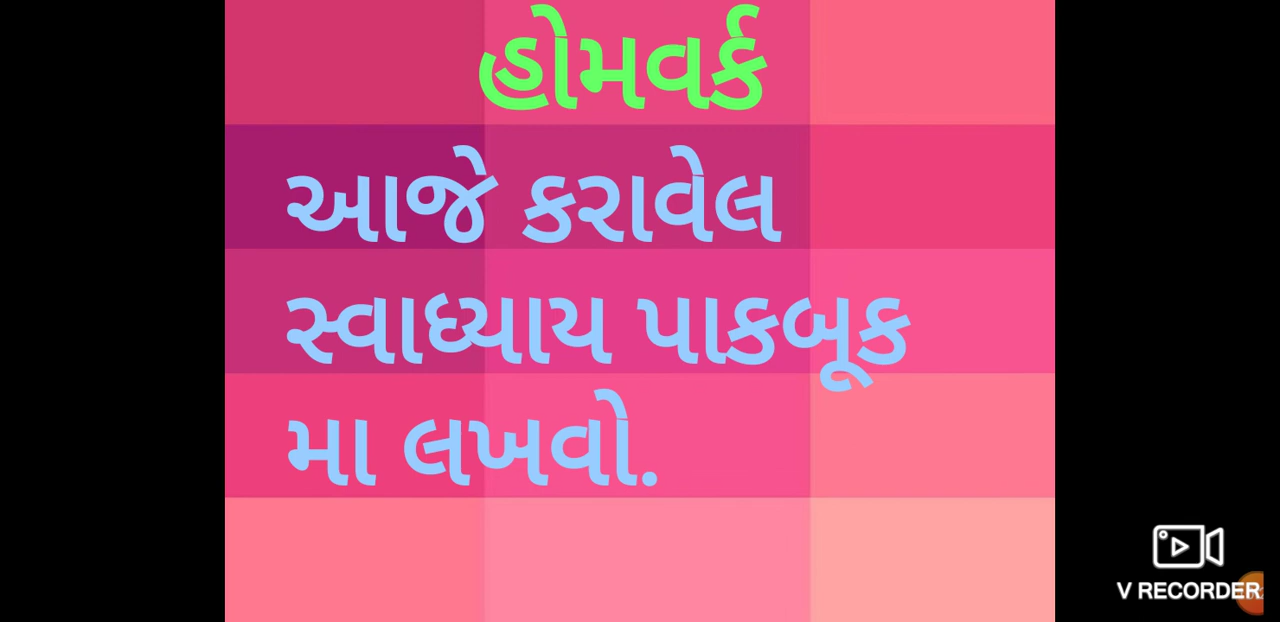 હોમવર્ક
આજે કરાવેલ
સ્વાધ્યાય પાકબૂક
મા લખવો.
V RECORDER